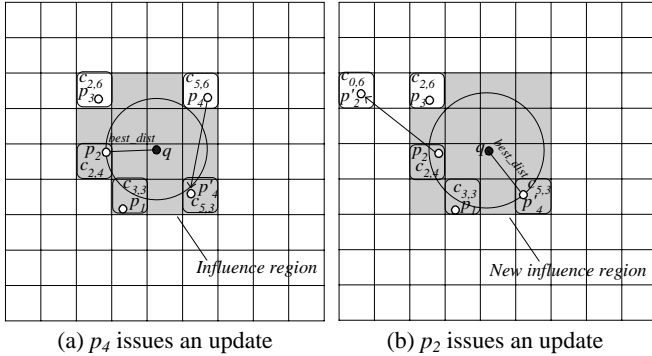 c2,6
p3
c5,6
p4
best_dist
p2
q
c2,4
c3,3
p1
p'4
c5,3
Influence region
(a) p4 issues an update
c0,6
p'2
c2,6
p3
p2
q
best_dist
c2,4
c3,3
p1
c5,3
p'4
New influence region
(b) p2 issues an update